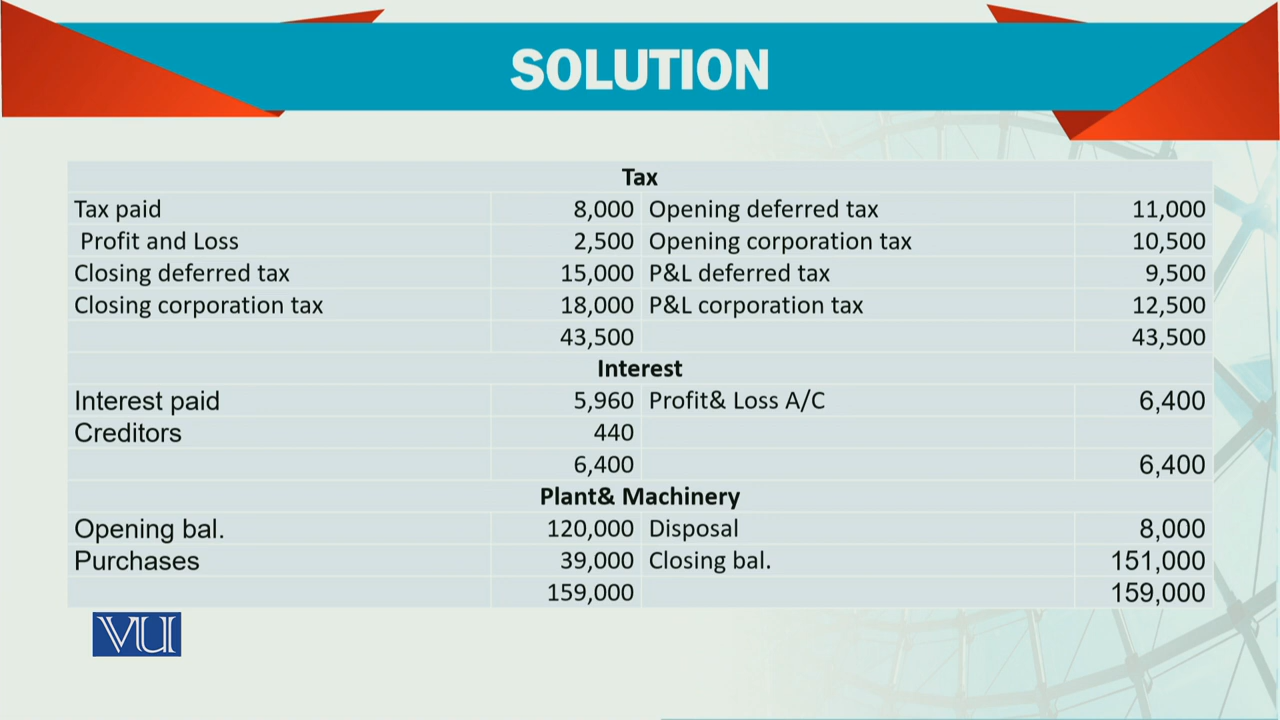 SOLUTION
Tax
Tax paid 8,000 Opening deferred tax 11,000
Profit and Loss 2,500 Opening corporation tax 10,500
Closing deferred tax 15,000 P&L deferred tax 9,500
Closing corporation tax 18,000 P&L corporation tax 12,500
43,500 43,500
Interest
Interest paid 5,960 Profit& Loss A/C 6,400
Creditors 440
6,400 6,400
Plant& Machinery
Opening bal. 120,000 Disposal 8,000
Purchases 39,000 Closing bal. 151,000
159,000 159,000
VU